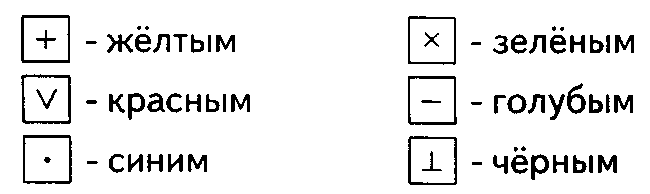 + - жёлтым × - зелёным
V - красным – - голубым
· - синим ⊥ - чёрным